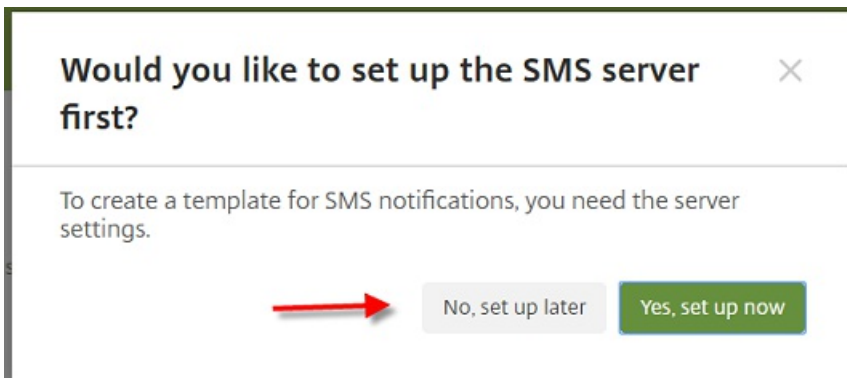 Would you like to set up the SMS server
first?
To create a template for SMS notifications, you need the server
settings.
No, set up later
Yes, set up now